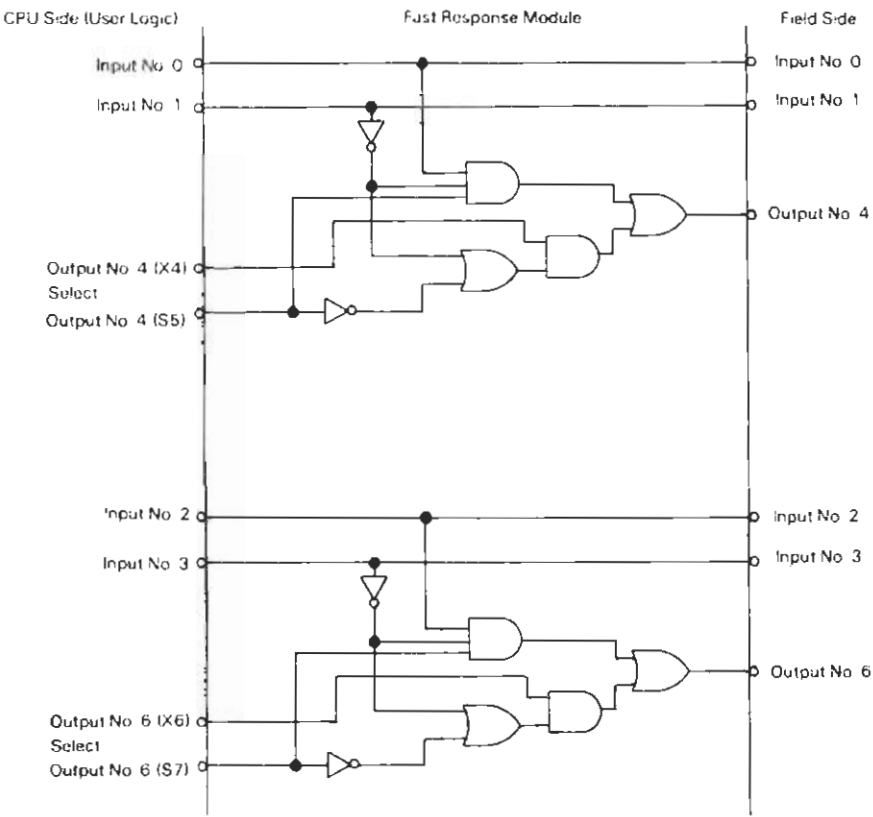 CPU Side (User Logic) Fast Response Module Field Side
Input No 0 Input No 0
Input No 1 Input No 1
Output No 4
Output No 4 (X4)
Select
Output No 4 (S5)
Input No 2 Input No 2
Input No 3 Input No 3
Output No 6
Output No 6 (X6)
Select
Output No 6 (S7)